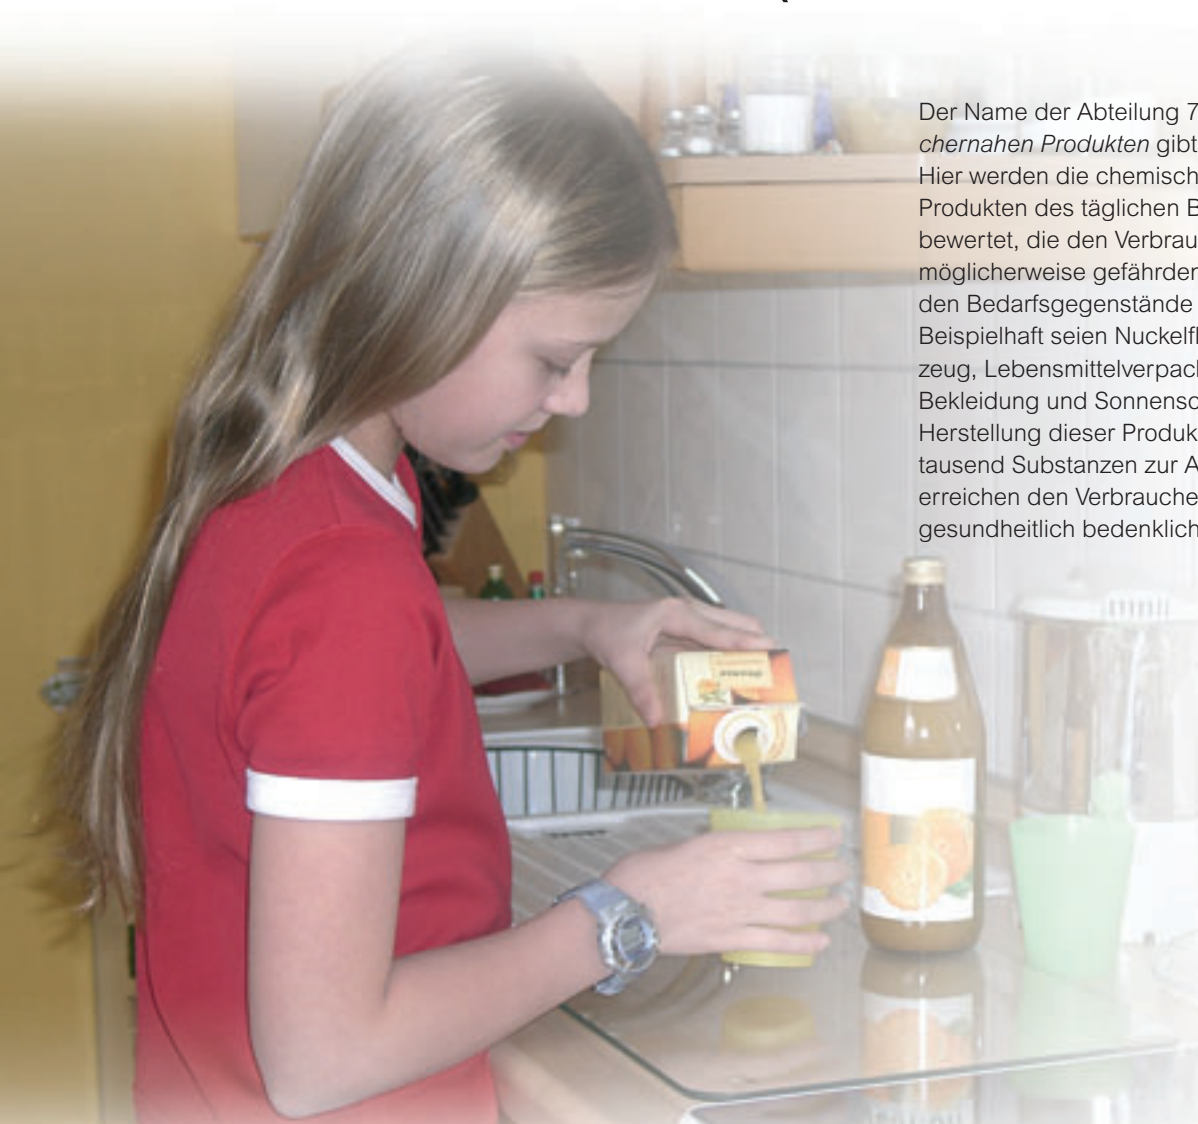 Der Name der Abteilung 7
chernahen Produkten gibt
Hier werden die chemisch
Produkten des täglichen B
bewertet, die den Verbrau
möglicherweise gefährden
den Bedarfsgegenstände
Beispielhaft seien Nuckelfl
zeug, Lebensmittelverpack
Bekleidung und Sonnensc
Herstellung dieser Produk
tausend Substanzen zur A
erreichen den Verbrauche
gesundheitlich bedenklich